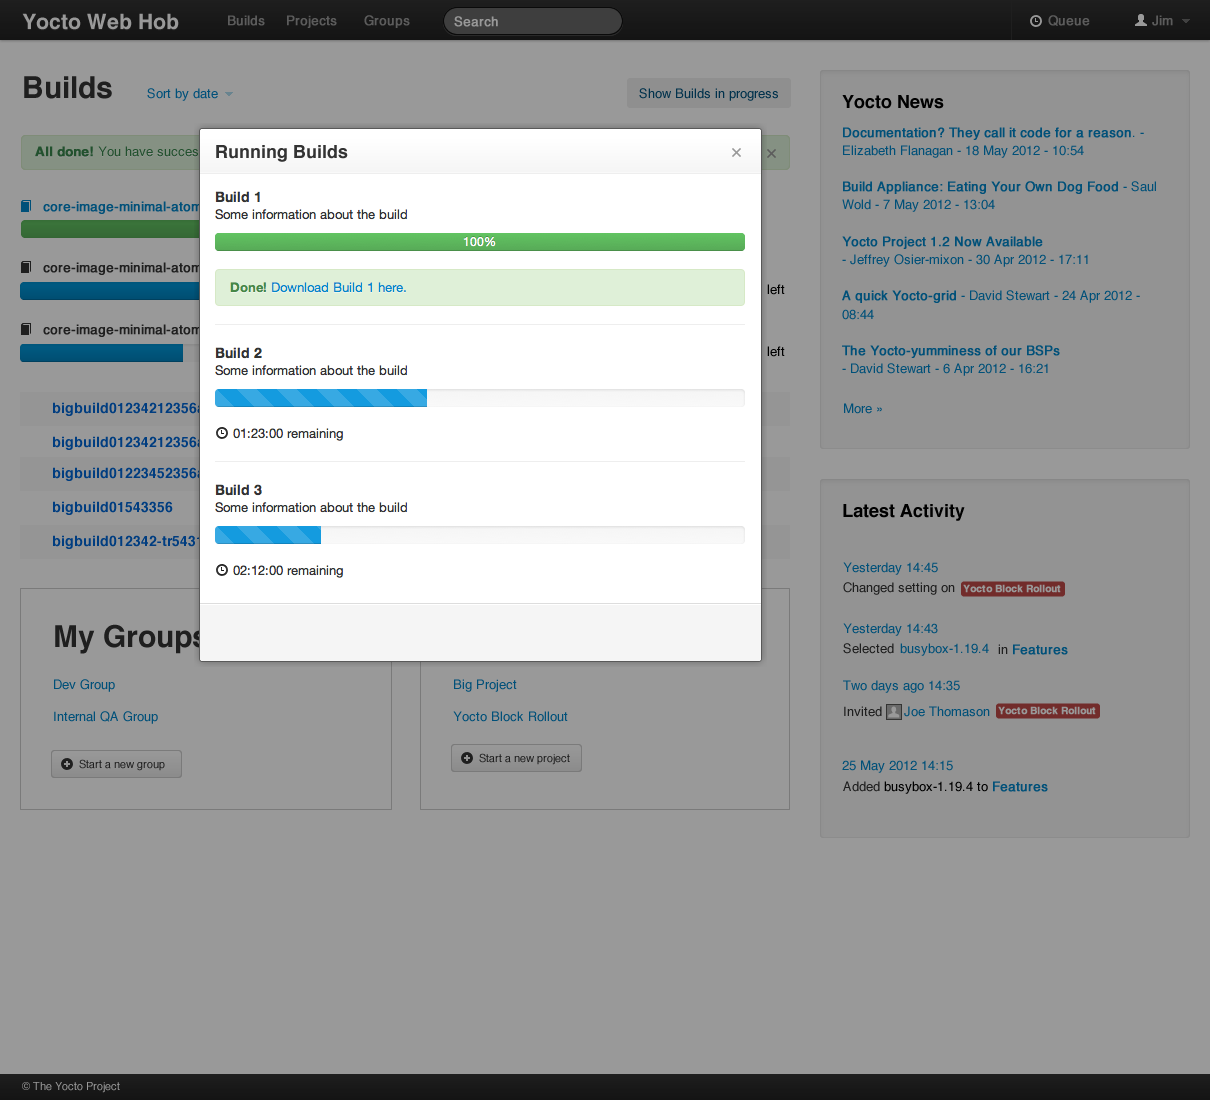 Yocto Web Hob
Builds
Projects
Groups
Search
Queue
Jim
Builds
Sort by date
Show Builds in progress
All done! You have
core-image-minimal-atom
core-image-minimal-atom
left
core-image-minimal-atom
left
bigbuild01234212356
bigbuild01234212356
bigbuild01223452356
bigbuild01543356
bigbuild012342-tr543
Running Builds
×
×
Build 1
Some information about the build
100%
Done! Download Build 1 here.
Build 2
Some information about the build
01:23:00 remaining
Build 3
Some information about the build
02:12:00 remaining
My Groups
Dev Group
Internal QA Group
Start a new group
Big Project
Yocto Block Rollout
Start a new project
Yocto News
Documentation? They call it code for a reason. -
Elizabeth Flanagan - 18 May 2012 - 10:54
Build Appliance: Eating Your Own Dog Food - Saul
Wold - 7 May 2012 - 13:04
Yocto Project 1.2 Now Available
- Jeffrey Osier-mixon - 30 Apr 2012 - 17:11
A quick Yocto-grid - David Stewart - 24 Apr 2012 -
08:44
The Yocto-yumminess of our BSPs
- David Stewart - 6 Apr 2012 - 16:21
More »
Latest Activity
Yesterday 14:45
Changed setting on Yocto Block Rollout
Yesterday 14:43
Selected busybox-1.19.4 in Features
Two days ago 14:35
Invited Joe Thomason Yocto Block Rollout
25 May 2012 14:15
Added busybox-1.19.4 to Features
© The Yocto Project